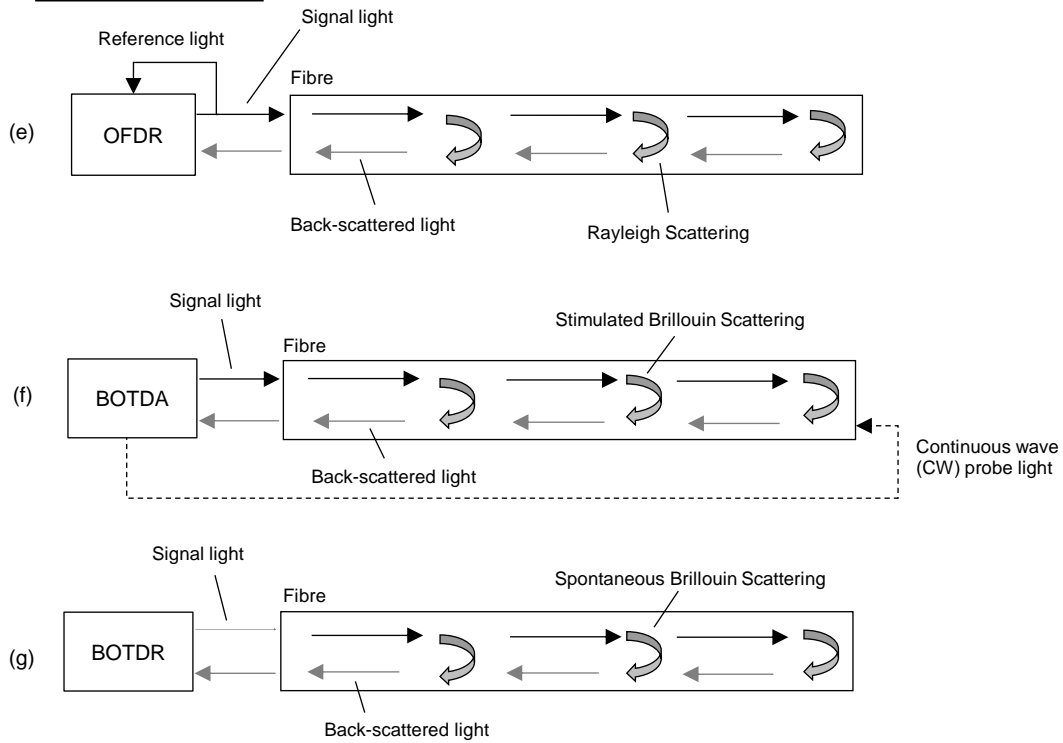 Signal light
Reference light
Fibre
(e)
OFDR
Back-scattered light
Rayleigh Scattering
Signal light
Stimulated Brillouin Scattering
Fibre
(f)
BOTDA
Continuous wave
(CW) probe light
Back-scattered light
Signal light
Spontaneous Brillouin Scattering
Fibre
(g)
BOTDR
Back-scattered light